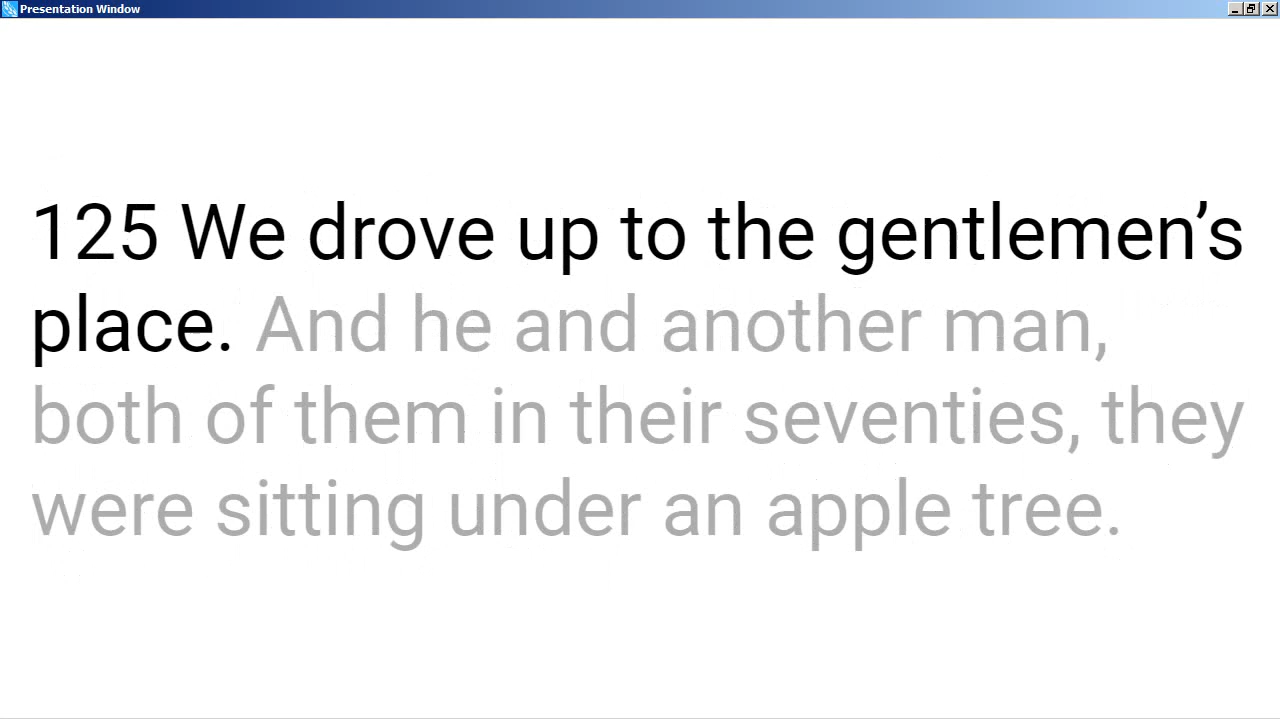 Presentation Window
125 We drove up to the gentlemen’s
place. And he and another man,
both of them in their seventies, they
were sitting under an apple tree.